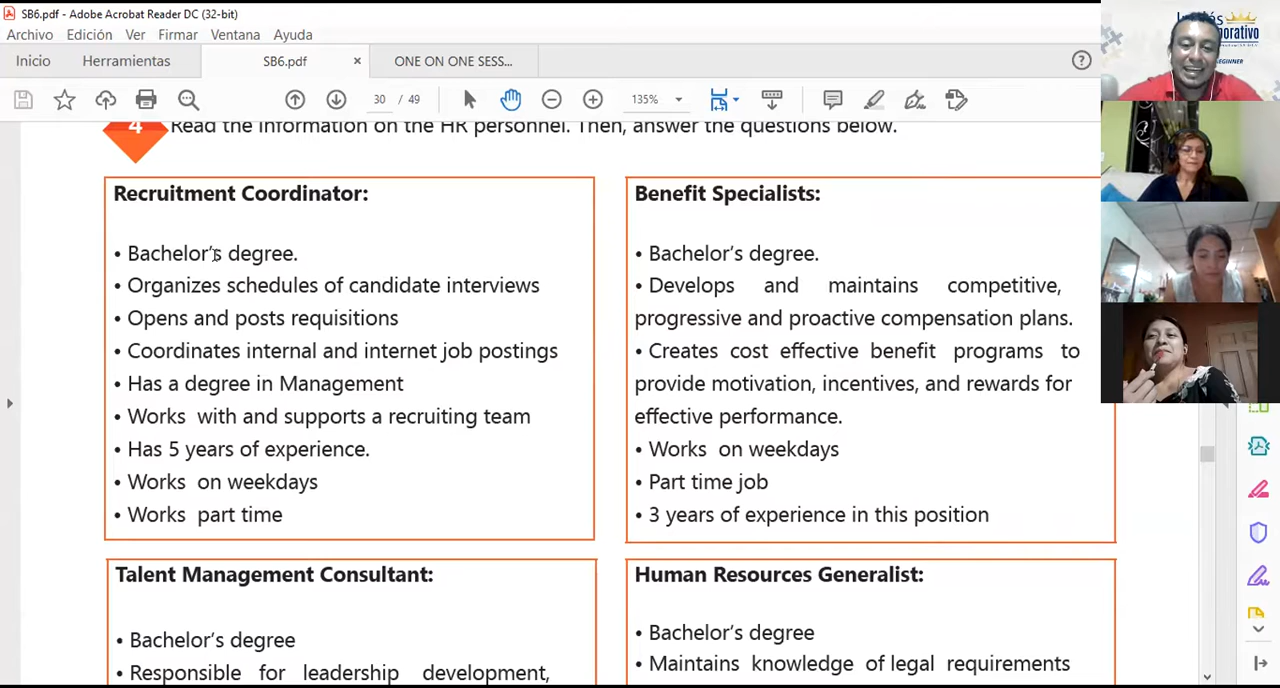 SB6.pdf - Adobe Acrobat Reader DC (32-bit)
Archivo Edición Ver Firmar Ventana Ayuda
Inicio Herramientas SB6.pdf × ONE ON ONE SESS...
30 / 49 135%
4 Read the information on the HR personnel. Then, answer the questions below.
Recruitment Coordinator:
• Bachelor's degree.
• Organizes schedules of candidate interviews
• Opens and posts requisitions
• Coordinates internal and internet job postings
• Has a degree in Management
• Works with and supports a recruiting team
• Has 5 years of experience.
• Works on weekdays
• Works part time
Benefit Specialists:
• Bachelor's degree.
• Develops and maintains competitive,
progressive and proactive compensation plans.
• Creates cost effective benefit programs to
provide motivation, incentives, and rewards for
effective performance.
• Works on weekdays
• Part time job
• 3 years of experience in this position
Talent Management Consultant:
• Bachelor's degree
• Responsible for leadership development,
Human Resources Generalist:
• Bachelor's degree
• Maintains knowledge of legal requirements